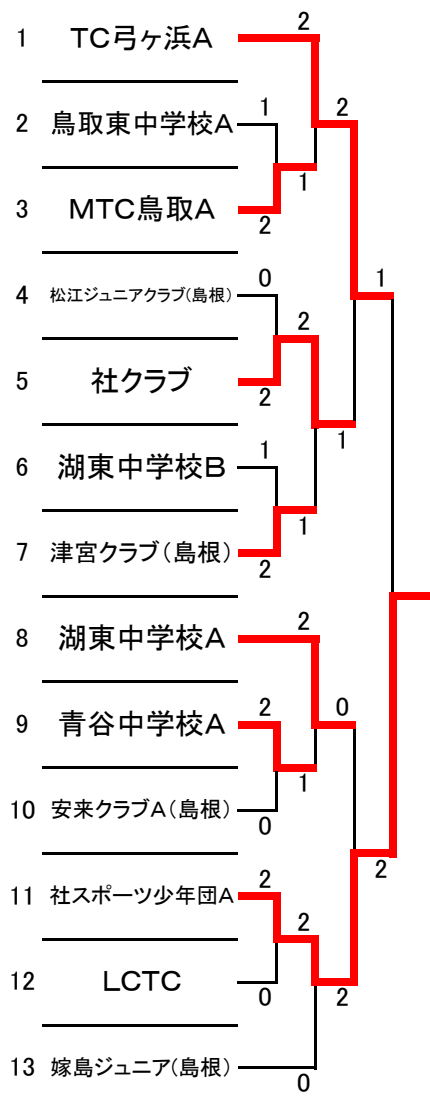 2
1 TC弓ヶ浜A
1 2
2 鳥取東中学校A
1
3 MTC鳥取A
2
0 1
4 松江ジュニアクラブ(島根)
2
5 社クラブ
2
1 1
6 湖東中学校B
1
7 津宮クラブ(島根)
2
2
8 湖東中学校A
2 0
9 青谷中学校A
1
10 安来クラブA(島根)
0
2
2
11 社スポーツ少年団A
2
12 LCTC
0 2
13 嫁島ジュニア(島根)
0